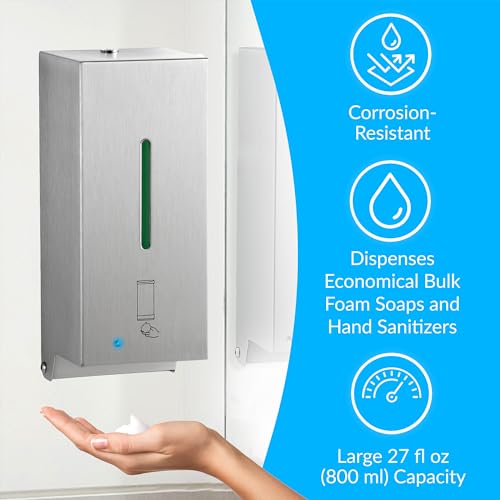 Corrosion-
Resistant
Dispenses
Economical Bulk
Foam Soaps and
Hand Sanitizers
Large 27 fl oz
(800 ml) Capacity